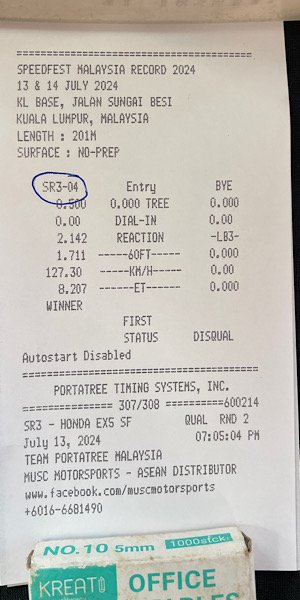 ==========================================
SPEEDFEST MALAYSIA RECORD 2024
13 & 14 JULY 2024
KL BASE, JALAN SUNGAI BESI
KUALA LUMPUR, MALAYSIA
LENGTH : 201M
SURFACE : NO-PREP
==========================================
SR3-04 Entry BYE
0.500 0.000 TREE 0.000
0.00 DIAL-IN 0.00
2.142 REACTION -LB3-
1.711 ------60FT------ 0.000
127.30 ------KM/H------ 0.00
8.207 ------ET------ 0.000
WINNER
FIRST
STATUS DISQUAL
Autostart Disabled
==========================================
PORTATREE TIMING SYSTEMS, INC.
================ 307/308 ==========600214
SR3 - HONDA EX5 SF QUAL RND 2
July 13, 2024 07:05:04 PM
TEAM PORTATREE MALAYSIA
MUSC MOTORSPORTS - ASEAN DISTRIBUTOR
www.facebook.com/muscmotorsports
+6016-6681490
NO.10 5mm 1000stck
KREAT
OFFICE